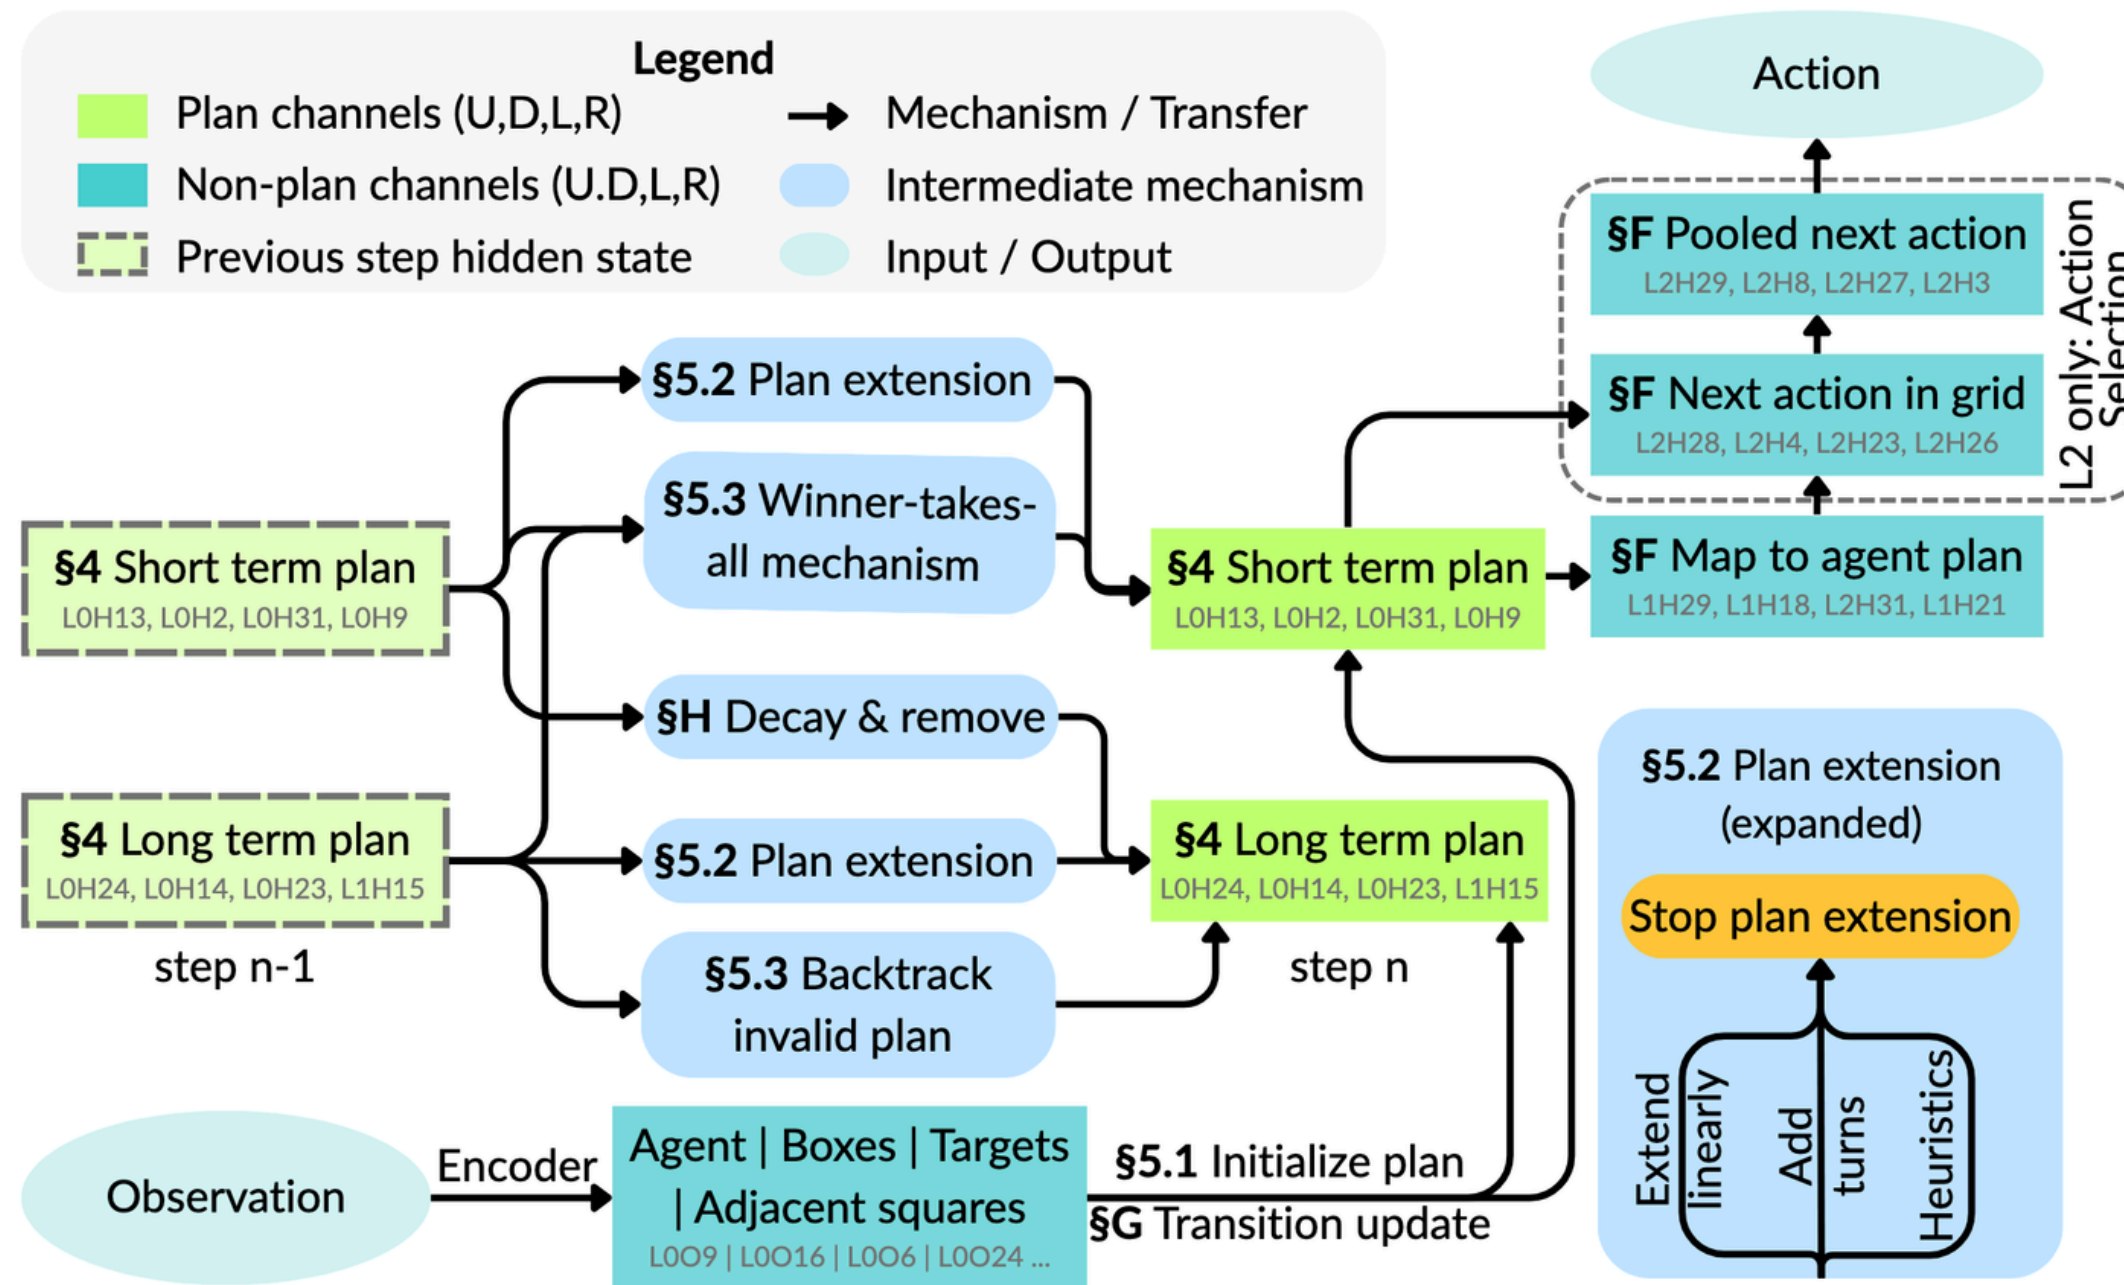 Legend
Plan channels (U,D,L,R)
Non-plan channels (U.D,L,R)
Previous step hidden state
Mechanism / Transfer
Intermediate mechanism
Input / Output
Action
§F Pooled next action
L2H29, L2H8, L2H27, L2H3
§F Next action in grid
L2H28, L2H4, L2H23, L2H26
L2 only: Action
Selection
§F Map to agent plan
L1H29, L1H18, L2H31, L1H21
§5.2 Plan extension
§5.3 Winner-takes-
all mechanism
§4 Short term plan
L0H13, L0H2, L0H31, L0H9
§4 Short term plan
L0H13, L0H2, L0H31, L0H9
§H Decay & remove
§4 Long term plan
L0H24, L0H14, L0H23, L1H15
step n-1
§5.2 Plan extension
§4 Long term plan
L0H24, L0H14, L0H23, L1H15
step n
§5.3 Backtrack
invalid plan
Observation
Encoder
Agent | Boxes | Targets
| Adjacent squares
L0O9 | L0O16 | L0O6 | L0O24 ...
§5.1 Initialize plan
§G Transition update
§5.2 Plan extension
(expanded)
Stop plan extension
Extend
linearly
Add
turns
Heuristics